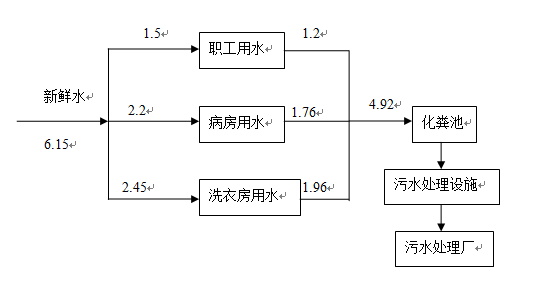 1.5
职工用水
1.2
新鲜水
6.15
2.2
病房用水
1.76
4.92
化粪池
2.45
洗衣房用水
1.96
污水处理设施
污水处理厂